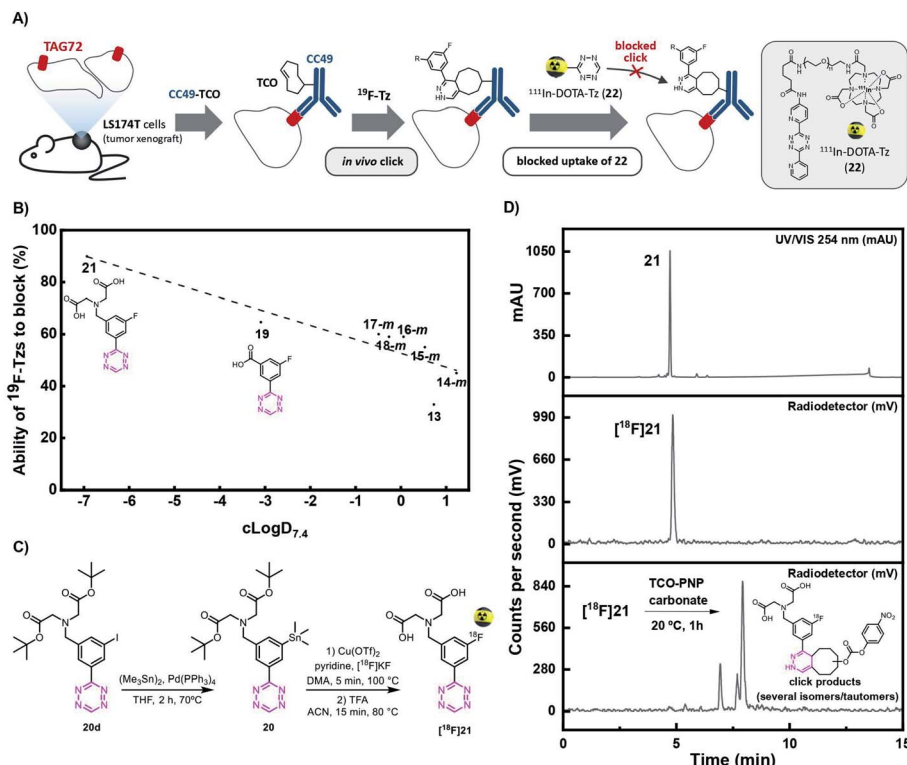 A)
TAG72
LS174T cells
(tumor xenograft)
CC49-TCO
TCO
CC49
¹⁹F-Tz
in vivo click
R
F
HN-N
¹¹¹In-DOTA-Tz (22)
blocked
click
blocked uptake of 22
R
F
HN-N
¹¹¹In-DOTA-Tz
(22)
B)
Ability of ¹⁹F-Tzs to block (%)
100
80
60
40
20
0
-7
-6
-5
-4
-3
-2
-1
0
1
cLogD₇.₄
21
19
17-m
16-m
18-m
15-m
14-m
13
C)
20d
(Me₃Sn)₂, Pd(PPh₃)₄
THF, 2 h, 70ºC
20
1) Cu(OTf)₂
pyridine, [¹⁸F]KF
DMA, 5 min, 100 °C
2) TFA
ACN, 15 min, 80 °C
[¹⁸F]21
D)
UV/VIS 254 nm (mAU)
21
mAU
1050
700
350
0
Radiodetector (mV)
[¹⁸F]21
990
660
330
0
Counts per second (mV)
Radiodetector (mV)
[¹⁸F]21
TCO-PNP
carbonate
20 ºC, 1h
840
560
280
0
click products
(several isomers/tautomers)
0
5
10
15
Time (min)